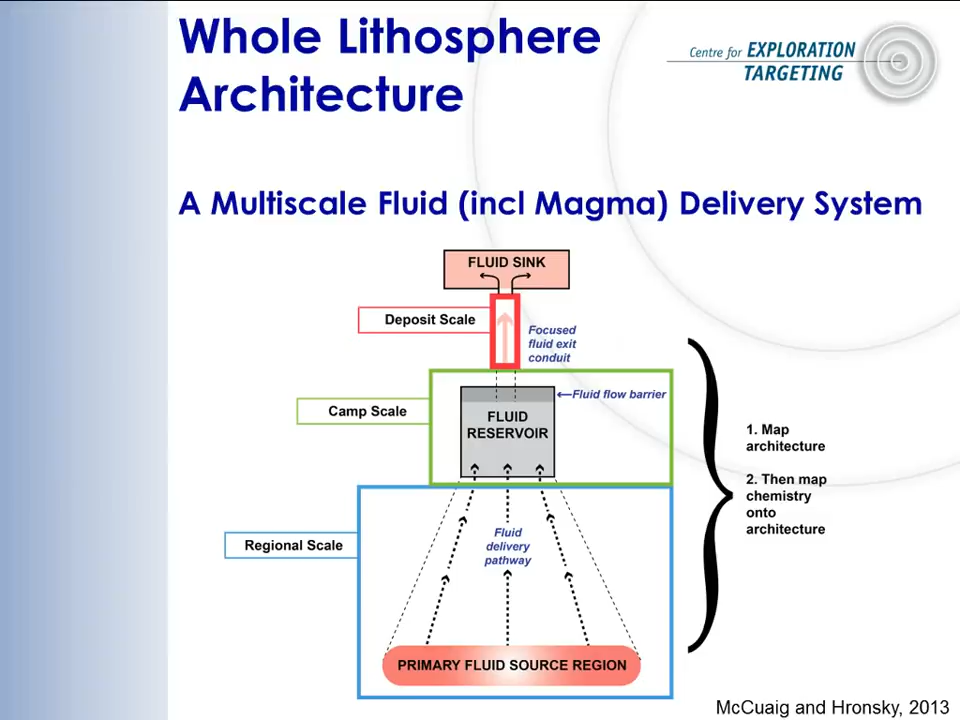 Whole Lithosphere
Architecture
Centre for EXPLORATION
TARGETING
A Multiscale Fluid (incl Magma) Delivery System
FLUID SINK
Deposit Scale
Focused
fluid exit
conduit
Fluid flow barrier
Camp Scale
FLUID
RESERVOIR
1. Map
architecture
2. Then map
chemistry
onto
architecture
Regional Scale
Fluid
delivery
pathway
PRIMARY FLUID SOURCE REGION
McCuaig and Hronsky, 2013